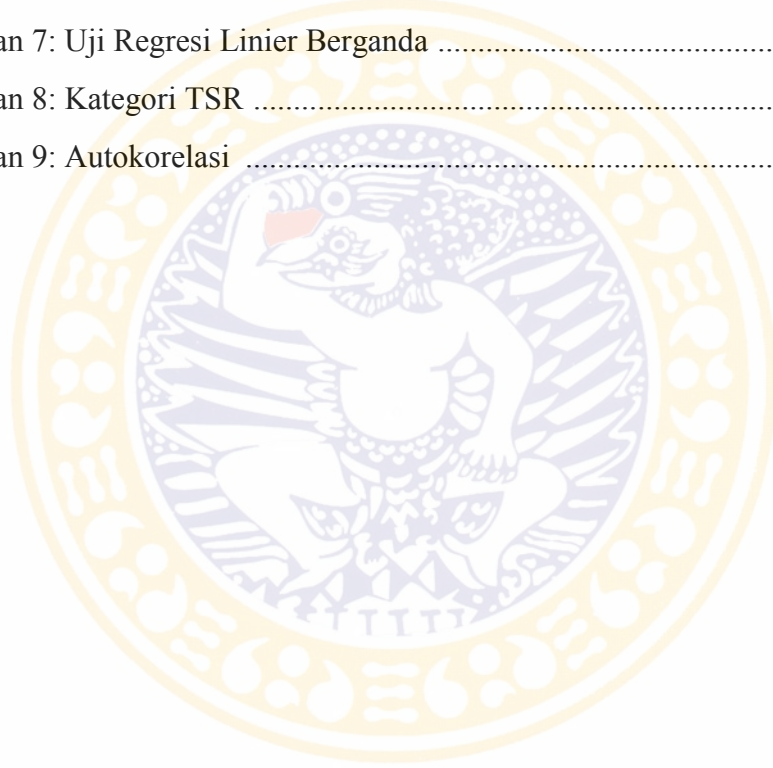 an 7: Uji Regresi Linier Berganda ..........................................
an 8: Kategori TSR ..................................................................
an 9: Autokorelasi ...................................................................